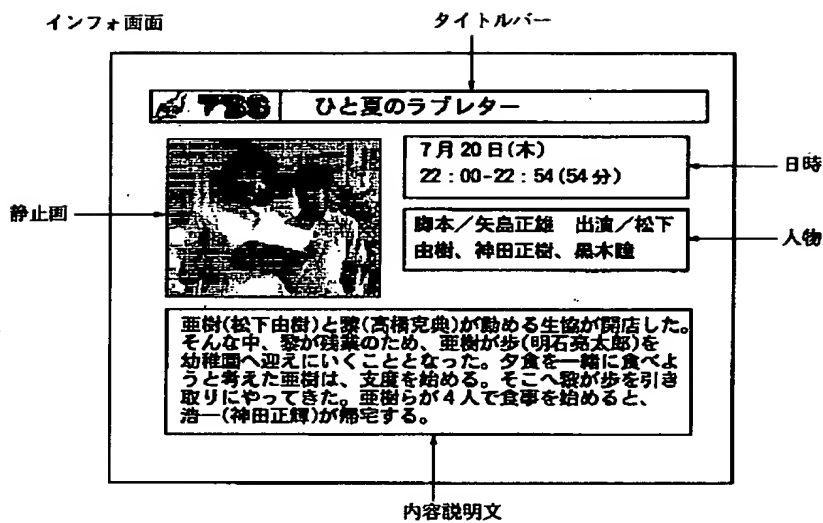 インフォ画面
タイトルバー
TBS ひと夏のラブレター
7月20日(木)
22:00-22:54(54分)
日時
静止画
脚本／矢島正雄 出演／松下
由樹、神田正樹、黒木瞳
人物
亜樹(松下由樹)と黎(高橋克典)が勤める生協が開店した。
そんな中、黎が残業のため、亜樹が歩(明石亮太郎)を
幼稚園へ迎えにいくこととなった。夕食を一緒に食べよ
うと考えた亜樹は、支度を始める。そこへ黎が歩を引き
取りにやってきた。亜樹らが4人で食事を始めると、
浩一(神田正輝)が帰宅する。
内容説明文